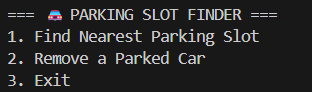 === 🚘 PARKING SLOT FINDER ===
1. Find Nearest Parking Slot
2. Remove a Parked Car
3. Exit